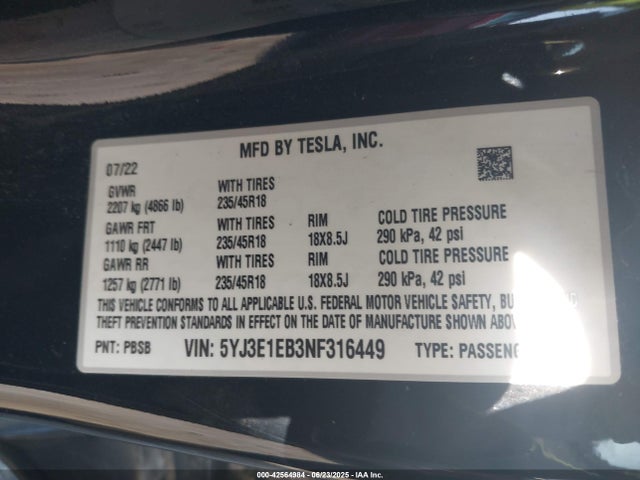 MFD BY TESLA, INC.
07/22
GVWR WITH TIRES
2207 kg (4866 lb) 235/45R18
GAWR FRT WITH TIRES RIM COLD TIRE PRESSURE
1110 kg (2447 lb) 235/45R18 18X8.5J 290 kPa, 42 psi
GAWR RR WITH TIRES RIM COLD TIRE PRESSURE
1257 kg (2771 lb) 235/45R18 18X8.5J 290 kPa, 42 psi
THIS VEHICLE CONFORMS TO ALL APPLICABLE U.S. FEDERAL MOTOR VEHICLE SAFETY,
THEFT PREVENTION STANDARDS IN EFFECT ON THE DATE OF MANUFACTURE SHOWN
PNT: PBSB VIN: 5YJ3E1EB3NF316449 TYPE:
000-42564984 - 06/23/2025 - IAA Inc.